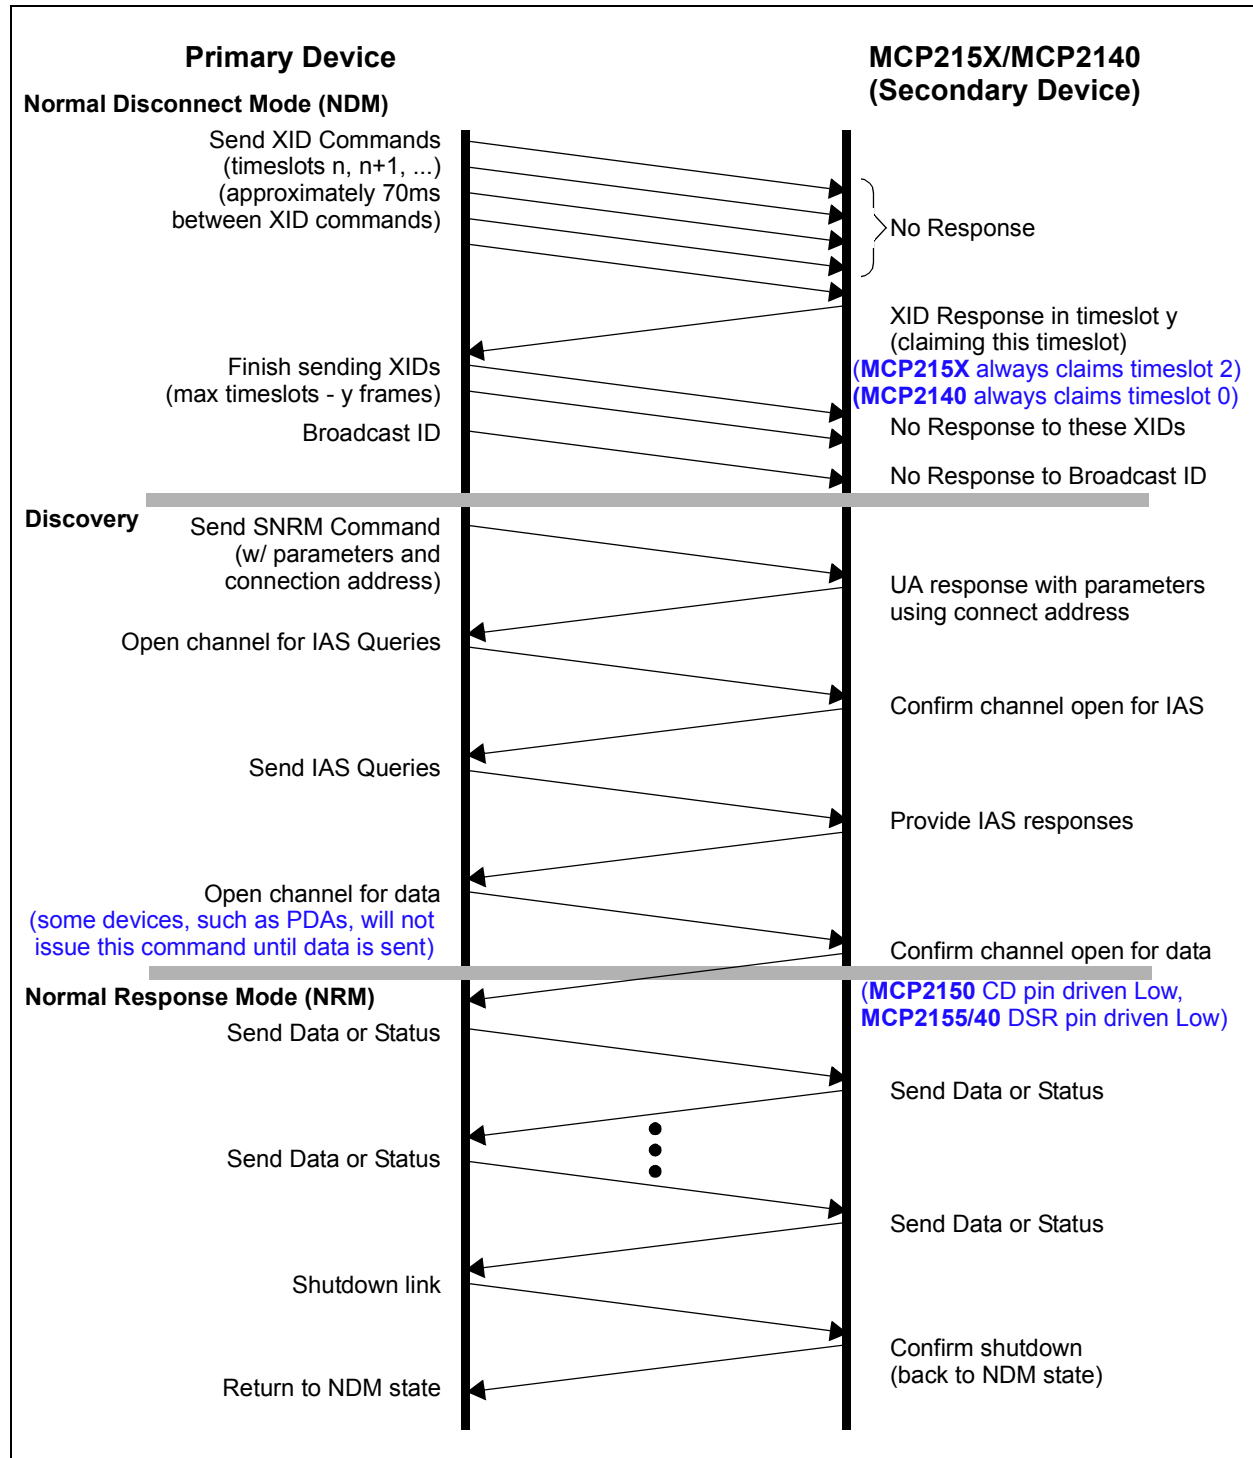 Primary Device
MCP215X/MCP2140
(Secondary Device)
Normal Disconnect Mode (NDM)
Send XID Commands
(timeslots n, n+1, ...)
(approximately 70ms
between XID commands)
No Response
XID Response in timeslot y
(claiming this timeslot)
(MCP215X always claims timeslot 2)
(MCP2140 always claims timeslot 0)
Finish sending XIDs
(max timeslots - y frames)
No Response to these XIDs
Broadcast ID
No Response to Broadcast ID
Discovery
Send SNRM Command
(w/ parameters and
connection address)
UA response with parameters
using connect address
Open channel for IAS Queries
Confirm channel open for IAS
Send IAS Queries
Provide IAS responses
Open channel for data
(some devices, such as PDAs, will not
issue this command until data is sent)
Confirm channel open for data
Normal Response Mode (NRM)
(MCP2150 CD pin driven Low,
MCP2155/40 DSR pin driven Low)
Send Data or Status
Send Data or Status
Send Data or Status
Send Data or Status
Shutdown link
Confirm shutdown
(back to NDM state)
Return to NDM state